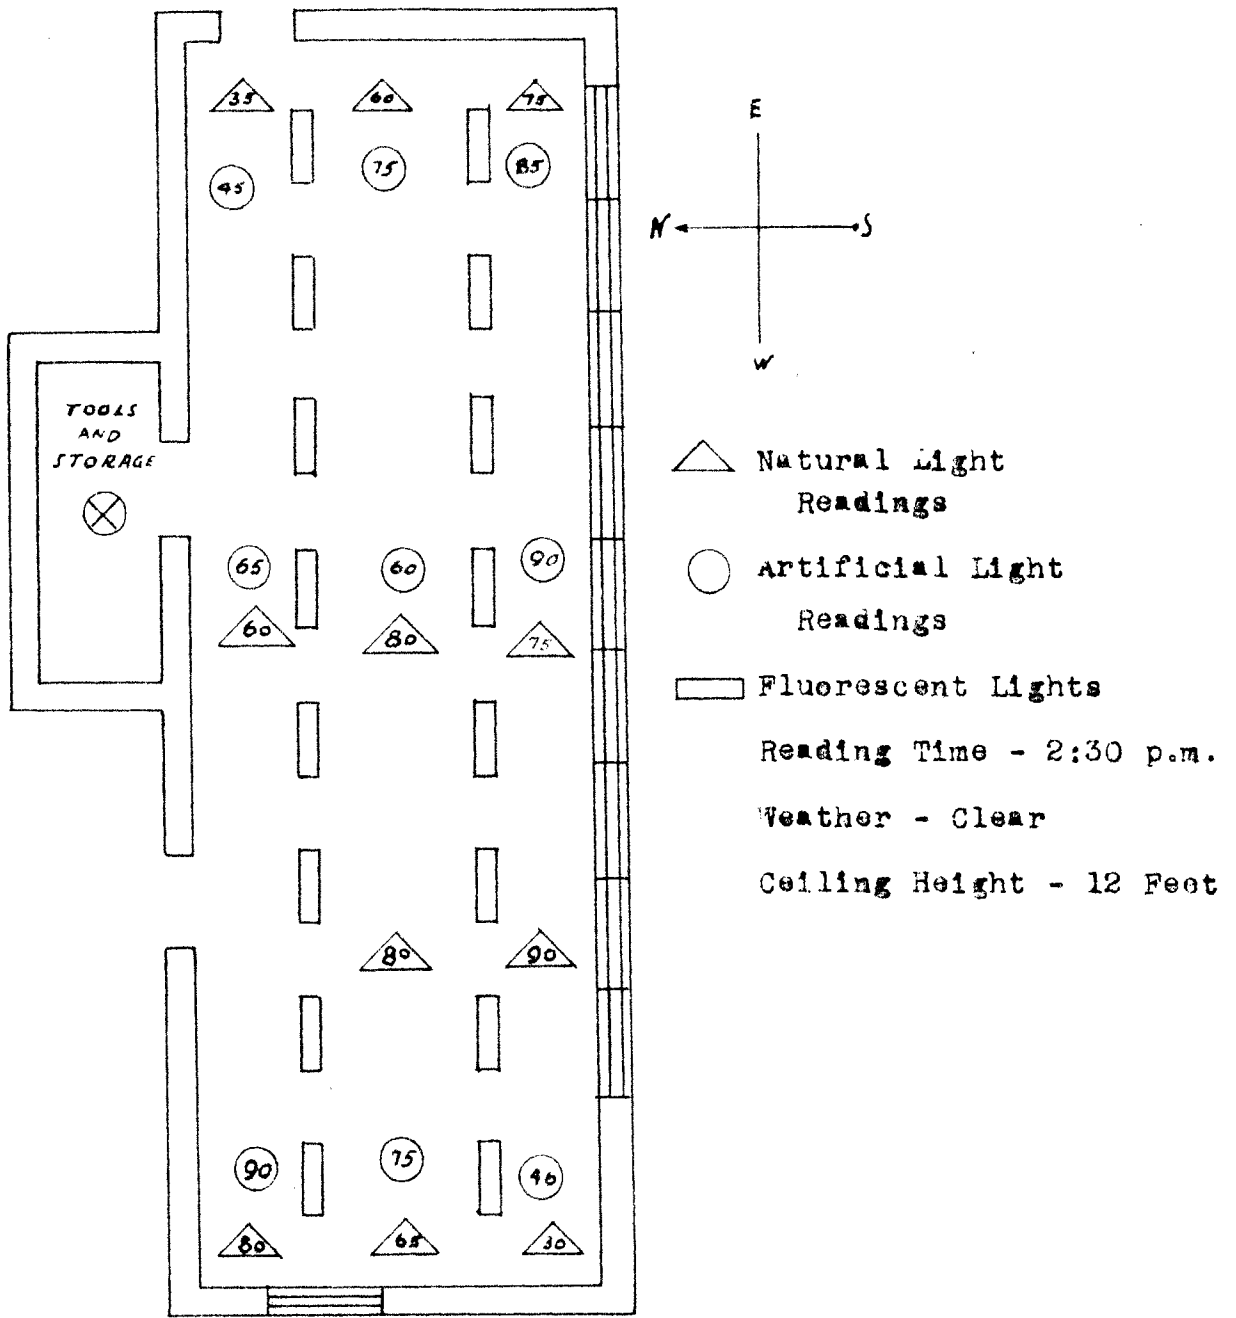 35 60 75
45 75 85
E
N S
W
TOOLS
AND
STORAGE
Natural Light
Readings
65 60 90
Artificial Light
Readings
60 80 75
Fluorescent Lights
Reading Time - 2:30 p.m.
Weather - Clear
Ceiling Height - 12 Feet
80 90
90 75 46
80 65 30